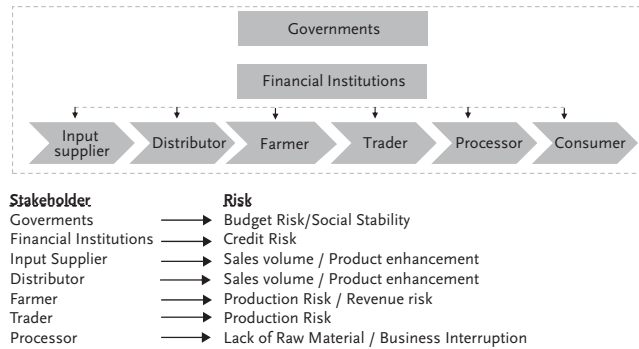 Governments
Financial Institutions
Input
supplier
Distributor
Farmer
Trader
Processor
Consumer
Stakeholder Risk
Goverments Budget Risk/Social Stability
Financial Institutions Credit Risk
Input Supplier Sales volume / Product enhancement
Distributor Sales volume / Product enhancement
Farmer Production Risk / Revenue risk
Trader Production Risk
Processor Lack of Raw Material / Business Interruption